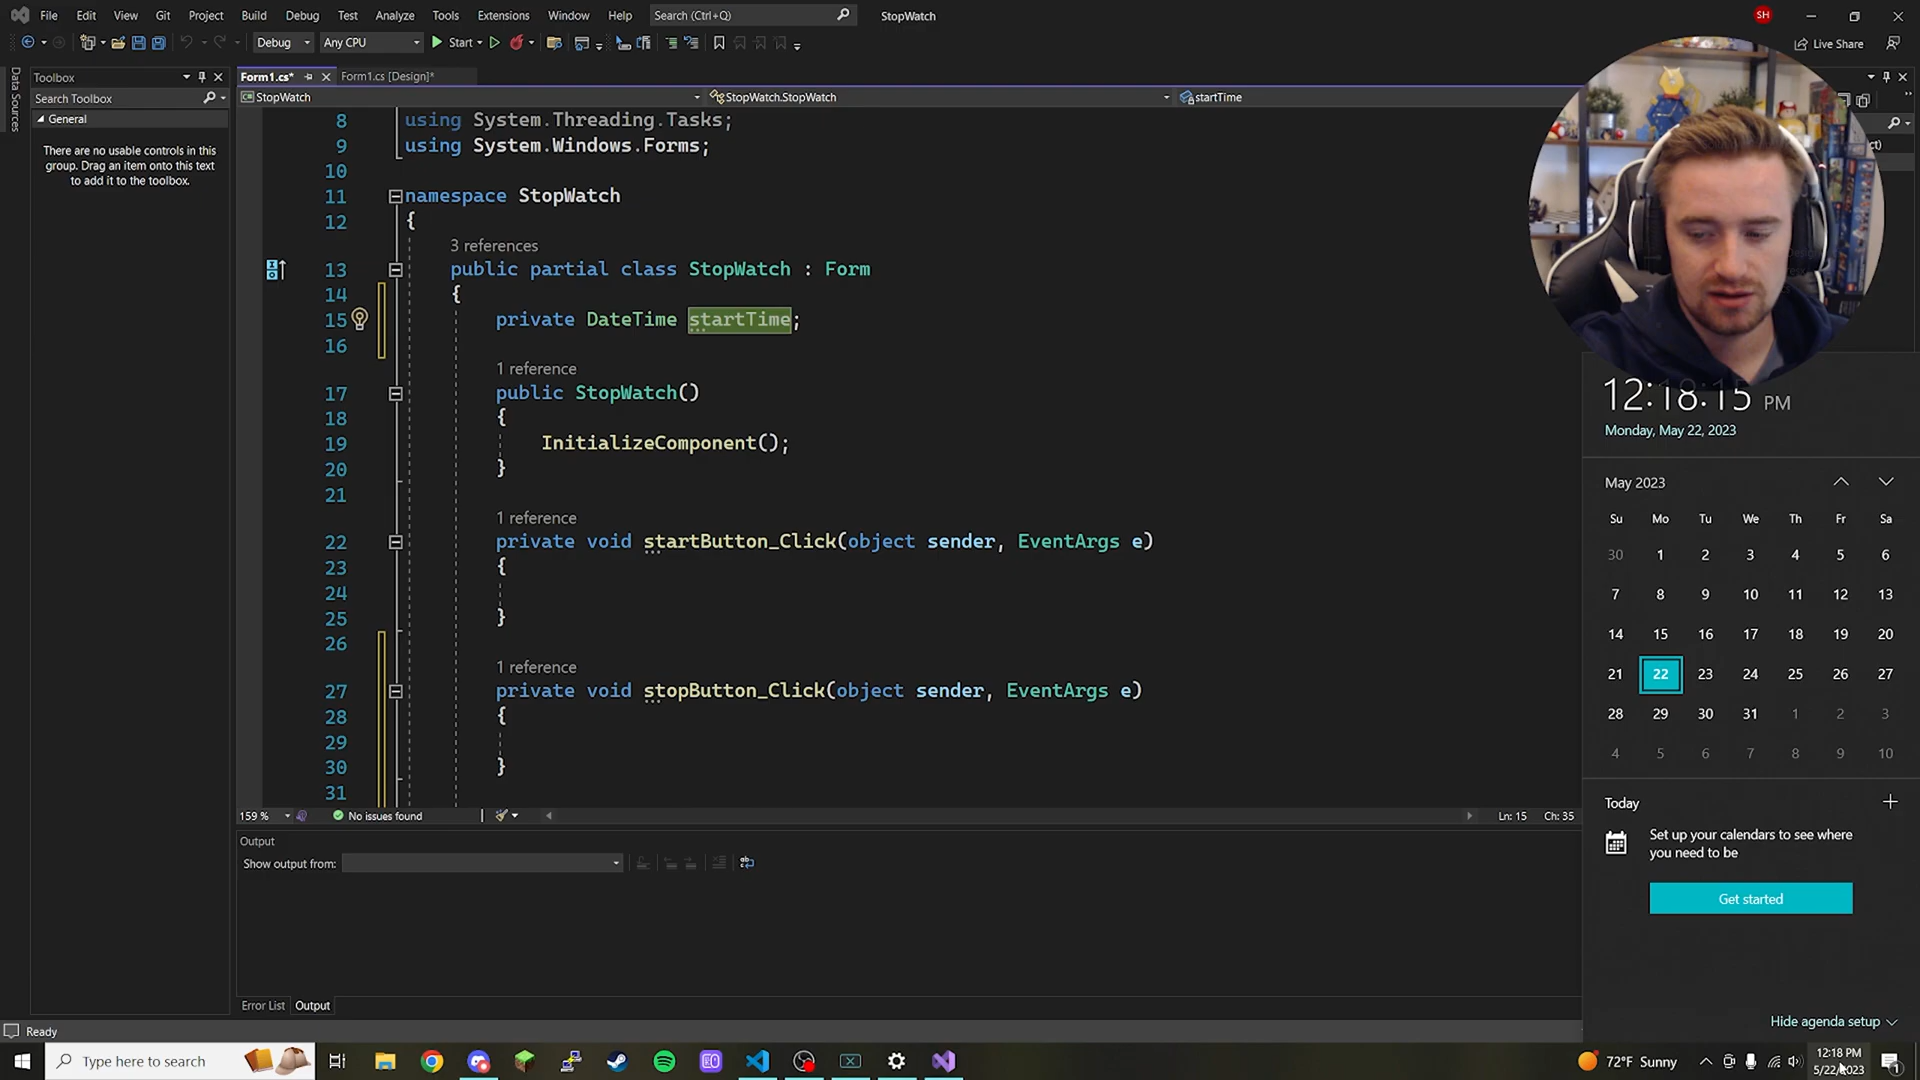 File Edit View Git Project Build Debug Test Analyze Tools Extensions Window Help Search (Ctrl+Q) StopWatch SH
Debug Any CPU Start Live Share
Data Sources
Toolbox
Search Toolbox
General
There are no usable controls in this
group. Drag an item onto this text
to add it to the toolbox.
Form1.cs* Form1.cs [Design]*
StopWatch StopWatch.StopWatch startTime
8 using System.Threading.Tasks;
9 using System.Windows.Forms;
10
11 namespace StopWatch
12 {
3 references
13 public partial class StopWatch : Form
14 {
15 private DateTime startTime;
16
1 reference
17 public StopWatch()
18 {
19 InitializeComponent();
20 }
21
1 reference
22 private void startButton_Click(object sender, EventArgs e)
23 {
24
25 }
26
1 reference
27 private void stopButton_Click(object sender, EventArgs e)
28 {
29
30 }
31
159 % No issues found Ln: 15 Ch: 35
Output
Show output from:
Error List Output
Ready
12:18:15 PM
Monday, May 22, 2023
May 2023
Su Mo Tu We Th Fr Sa
30 1 2 3 4 5 6
7 8 9 10 11 12 13
14 15 16 17 18 19 20
21 22 23 24 25 26 27
28 29 30 31 1 2 3
4 5 6 7 8 9 10
Today
Set up your calendars to see where
you need to be
Get started
Hide agenda setup
Type here to search 72°F Sunny 12:18 PM
5/22/2023
1